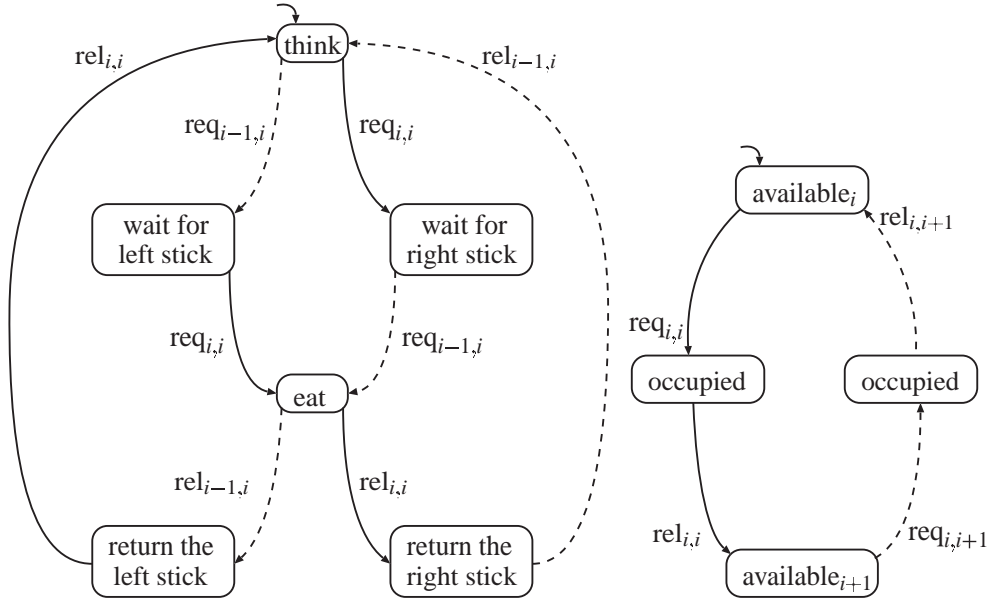 think
rel_{i,i}
rel_{i−1,i}
req_{i−1,i}
req_{i,i}
wait for
left stick
wait for
right stick
req_{i,i}
req_{i−1,i}
eat
rel_{i−1,i}
rel_{i,i}
return the
left stick
return the
right stick
available_i
rel_{i,i+1}
req_{i,i}
occupied
occupied
rel_{i,i}
req_{i,i+1}
available_{i+1}